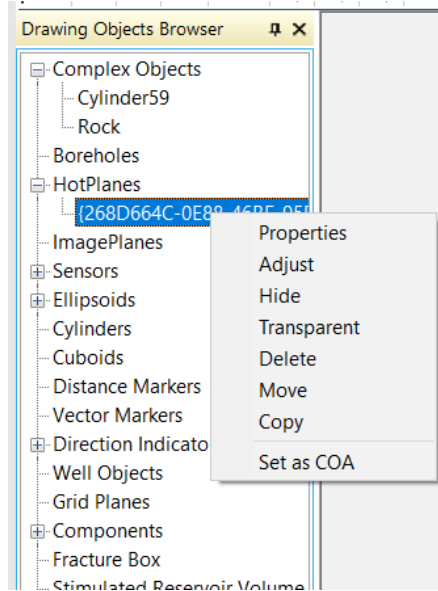 Drawing Objects Browser
Complex Objects
Cylinder59
Rock
Boreholes
HotPlanes
{268D664C-0E88-46BE-95
ImagePlanes
Sensors
Ellipsoids
Cylinders
Cuboids
Distance Markers
Vector Markers
Direction Indicato
Well Objects
Grid Planes
Components
Fracture Box
Stimulated Reservoir Volume
Properties
Adjust
Hide
Transparent
Delete
Move
Copy
Set as COA